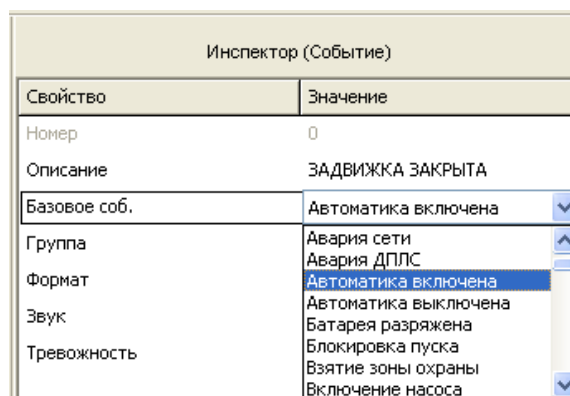 Инспектор (Событие)
Свойство Значение
Номер 0
Описание ЗАДВИЖКА ЗАКРЫТА
Базовое соб. Автоматика включена
Группа
Формат
Звук
Тревожность
Авария сети
Авария ДПЛС
Автоматика включена
Автоматика выключена
Батарея разряжена
Блокировка пуска
Взятие зоны охраны
Включение насоса